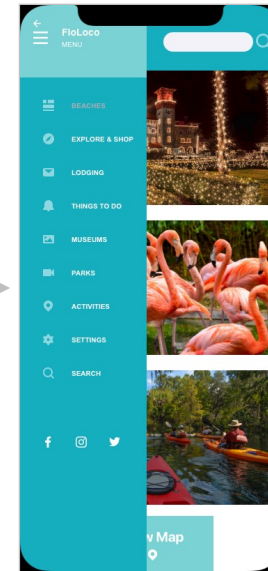 FloLoco
MENU
BEACHES
EXPLORE & SHOP
LODGING
THINGS TO DO
MUSEUMS
PARKS
ACTIVITIES
SETTINGS
SEARCH
Map